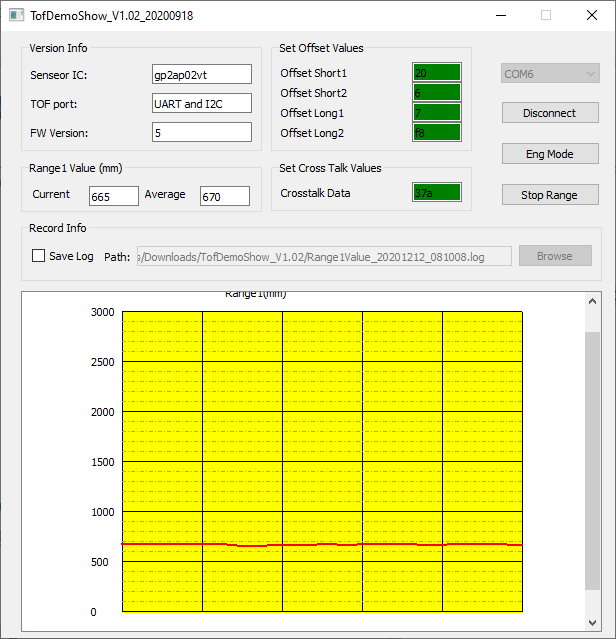 TofDemoShow_V1.02_20200918
Version Info
Senseor IC: gp2ap02vt
TOF port: UART and I2C
FW Version: 5
Set Offset Values
Offset Short1 20
Offset Short2 6
Offset Long1 7
Offset Long2 f8
COM6
Disconnect
Eng Mode
Stop Range
Range1 Value (mm)
Current 665 Average 670
Set Cross Talk Values
Crosstalk Data 37a
Record Info
Save Log Path: s/Downloads/TofDemoShow_V1.02/Range1Value_20201212_081008.log Browse
Range1(mm)
3000
2500
2000
1500
1000
500
0